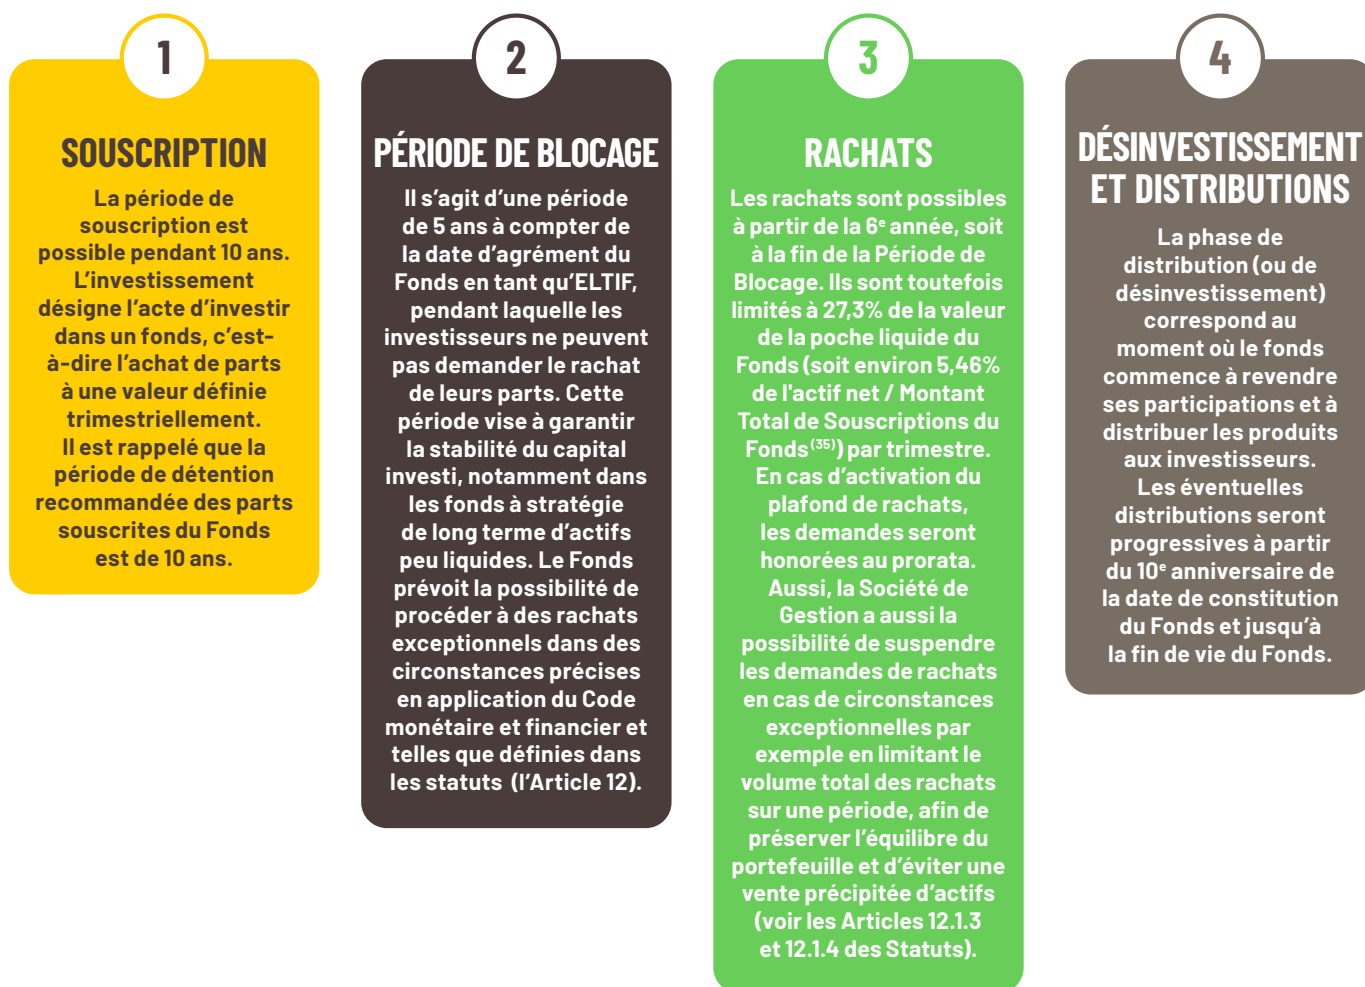 1
SOUSCRIPTION
La période de
souscription est
possible pendant 10 ans.
L’investissement
désigne l’acte d’investir
dans un fonds, c’est-
à-dire l’achat de parts
à une valeur définie
trimestriellement.
Il est rappelé que la
période de détention
recommandée des parts
souscrites du Fonds
est de 10 ans.
2
PÉRIODE DE BLOCAGE
Il s’agit d’une période
de 5 ans à compter de
la date d’agrément du
Fonds en tant qu’ELTIF,
pendant laquelle les
investisseurs ne peuvent
pas demander le rachat
de leurs parts. Cette
période vise à garantir
la stabilité du capital
investi, notamment dans
les fonds à stratégie
de long terme d’actifs
peu liquides. Le Fonds
prévoit la possibilité de
procéder à des rachats
exceptionnels dans des
circonstances précises
en application du Code
monétaire et financier et
telles que définies dans
les statuts (l’Article 12).
3
RACHATS
Les rachats sont possibles
à partir de la 6e année, soit
à la fin de la Période de
Blocage. Ils sont toutefois
limités à 27,3% de la valeur
de la poche liquide du
Fonds (soit environ 5,46%
de l'actif net / Montant
Total de Souscriptions du
Fonds(35)) par trimestre.
En cas d’activation du
plafond de rachats,
les demandes seront
honorées au prorata.
Aussi, la Société de
Gestion a aussi la
possibilité de suspendre
les demandes de rachats
en cas de circonstances
exceptionnelles par
exemple en limitant le
volume total des rachats
sur une période, afin de
préserver l’équilibre du
portefeuille et d’éviter une
vente précipitée d’actifs
(voir les Articles 12.1.3
et 12.1.4 des Statuts).
4
DÉSINVESTISSEMENT
ET DISTRIBUTIONS
La phase de
distribution (ou de
désinvestissement)
correspond au
moment où le fonds
commence à revendre
ses participations et à
distribuer les produits
aux investisseurs.
Les éventuelles
distributions seront
progressives à partir
du 10e anniversaire de
la date de constitution
du Fonds et jusqu’à
la fin de vie du Fonds.